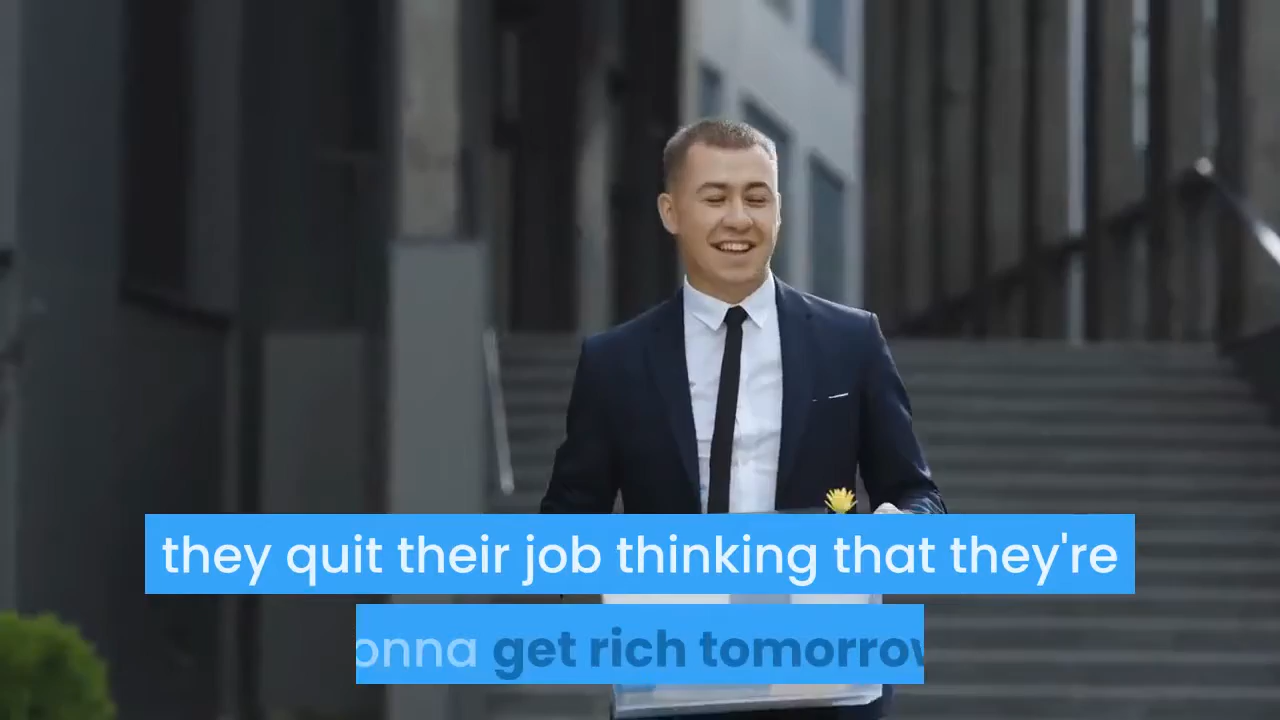 they quit their job thinking that they're
onna get rich tomorrow